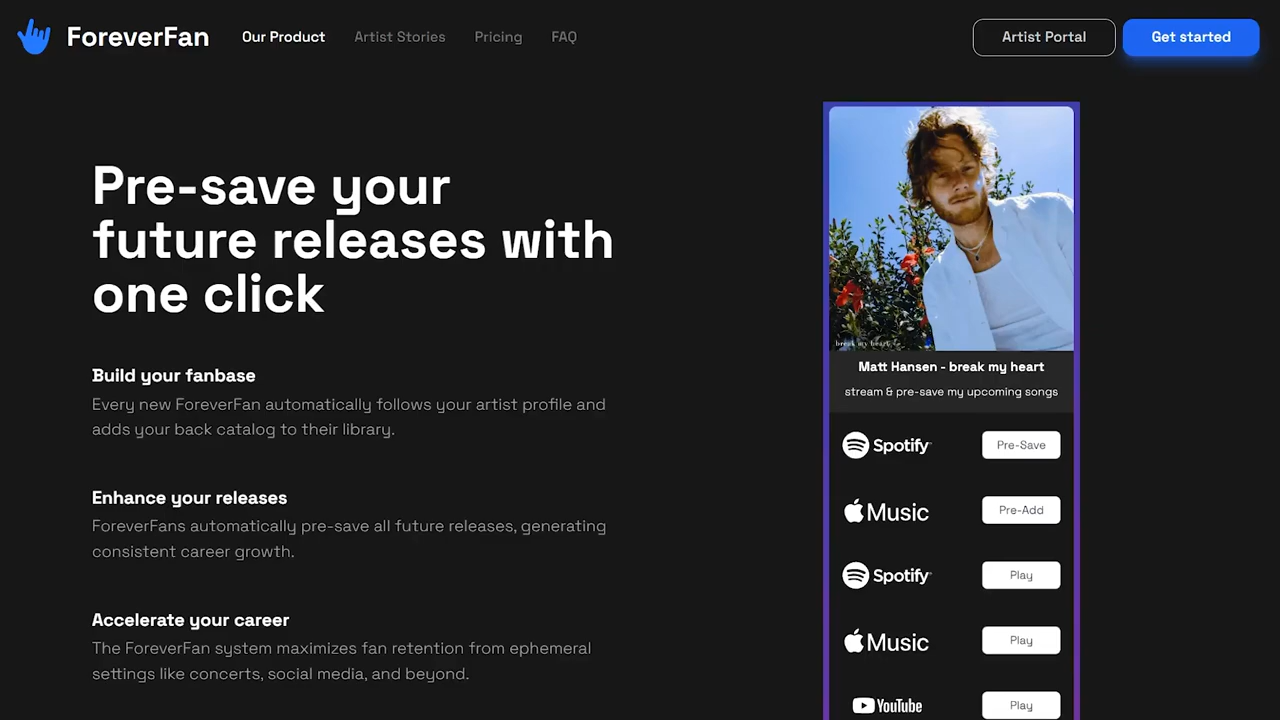 ForeverFan
Our Product
Artist Stories
Pricing
FAQ
Artist Portal
Get started
Pre-save your
future releases with
one click
Build your fanbase
Every new ForeverFan automatically follows your artist profile and
adds your back catalog to their library.
Enhance your releases
ForeverFans automatically pre-save all future releases, generating
consistent career growth.
Accelerate your career
The ForeverFan system maximizes fan retention from ephemeral
settings like concerts, social media, and beyond.
break my heart
Matt Hansen - break my heart
stream & pre-save my upcoming songs
Spotify
Pre-Save
Music
Pre-Add
Spotify
Play
Music
Play
YouTube
Play